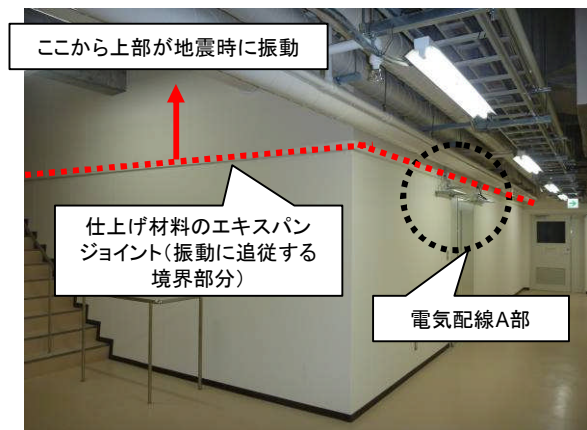 ここから上部が地震時に振動
仕上げ材料のエキスパン
ジョイント(振動に追従する
境界部分)
電気配線A部